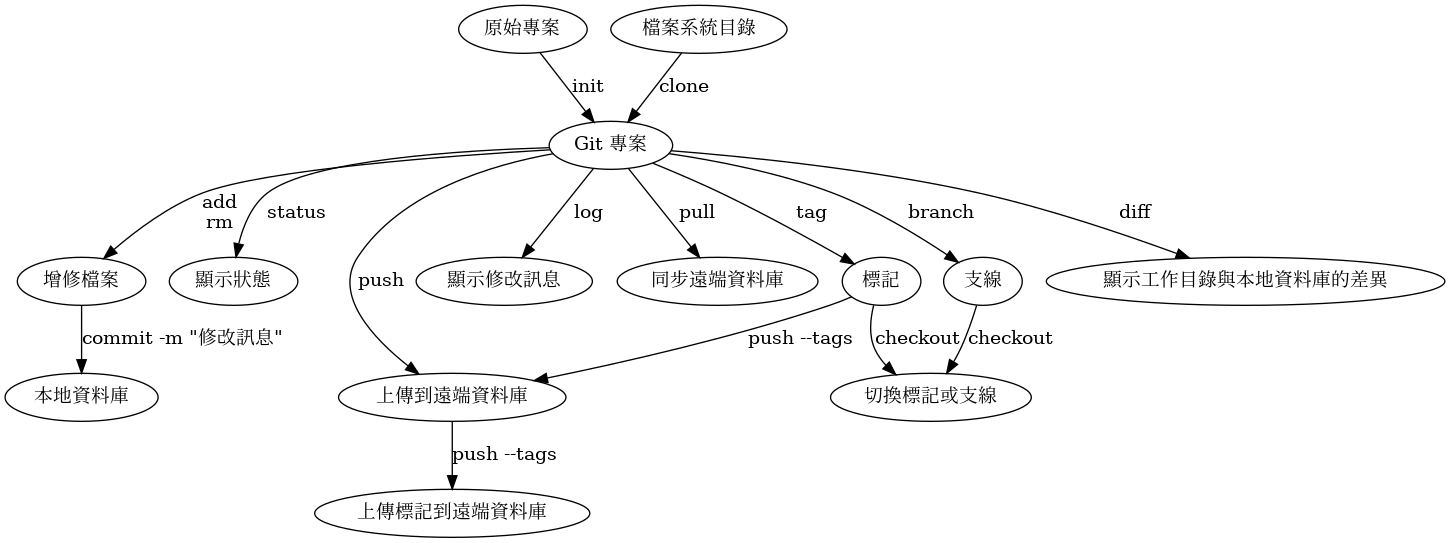 原始專案
檔案系統目錄
init
clone
Git 專案
add
rm
status
push
log
pull
tag
branch
diff
增修檔案
顯示狀態
顯示修改訊息
同步遠端資料庫
標記
支線
顯示工作目錄與本地資料庫的差異
commit -m "修改訊息"
push --tags
checkout
checkout
本地資料庫
上傳到遠端資料庫
切換標記或支線
push --tags
上傳標記到遠端資料庫